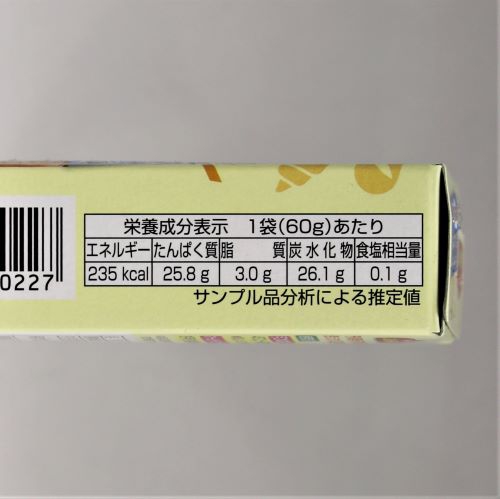 栄養成分表示 1袋(60g)あたり
エネルギー たんぱく質 脂質 炭水化物 食塩相当量
235 kcal 25.8 g 3.0 g 26.1 g 0.1 g
サンプル品分析による推定値
0227